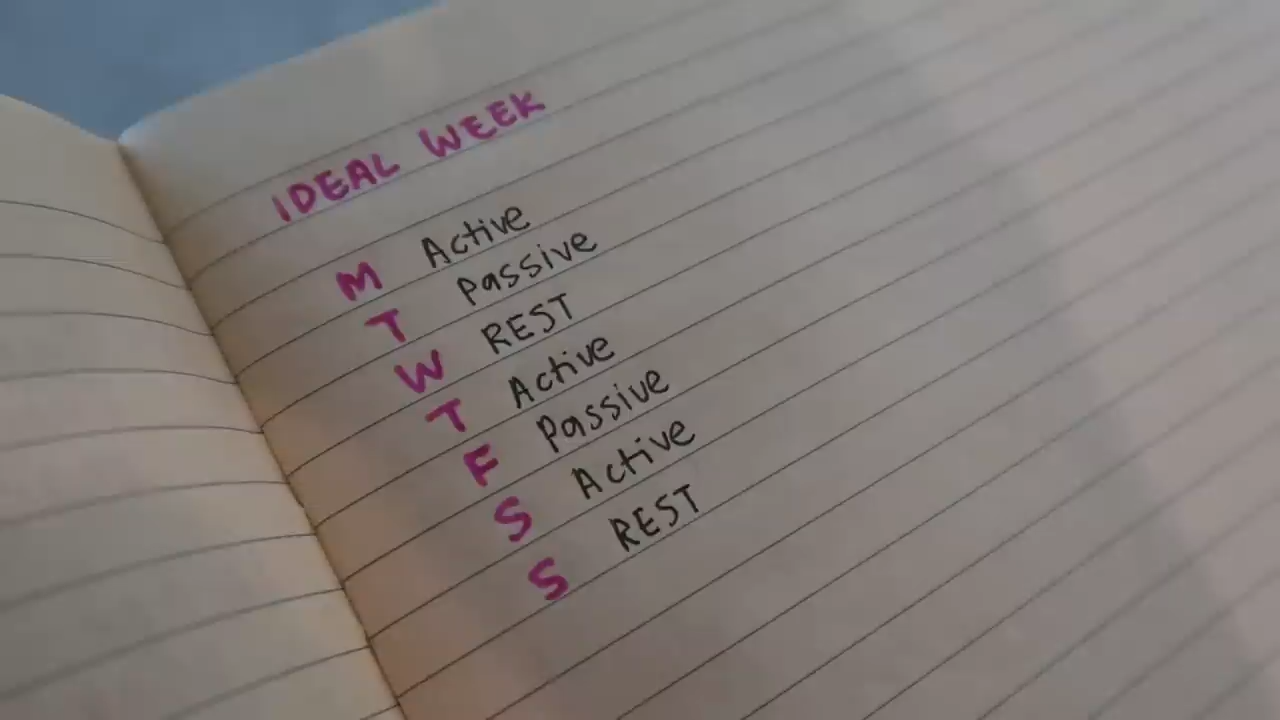 IDEAL WEEK
M Active
T Passive
W REST
T Active
F Passive
S Active
S REST